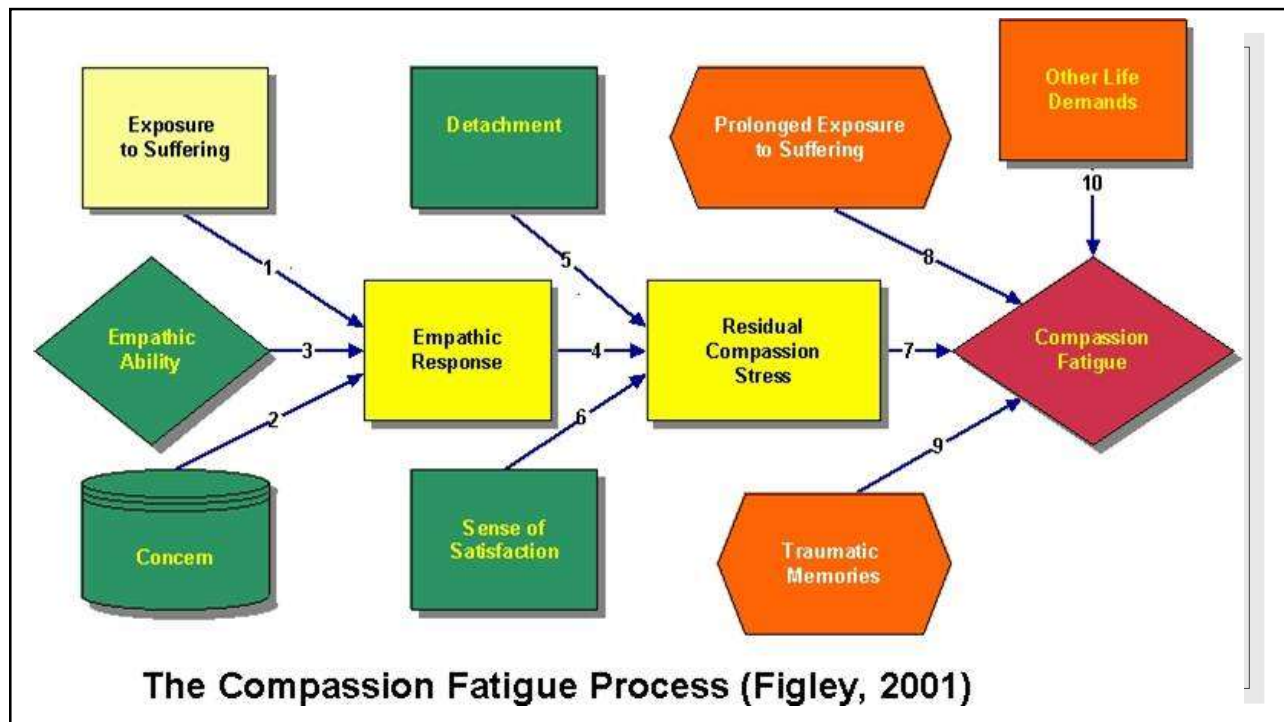 Exposure
to Suffering
Detachment
Prolonged Exposure
to Suffering
Other Life
Demands
10
1
5
8
Empathic
Ability
3
Empathic
Response
4
Residual
Compassion
Stress
7
Compassion
Fatigue
2
6
9
Concern
Sense of
Satisfaction
Traumatic
Memories
The Compassion Fatigue Process (Figley, 2001)